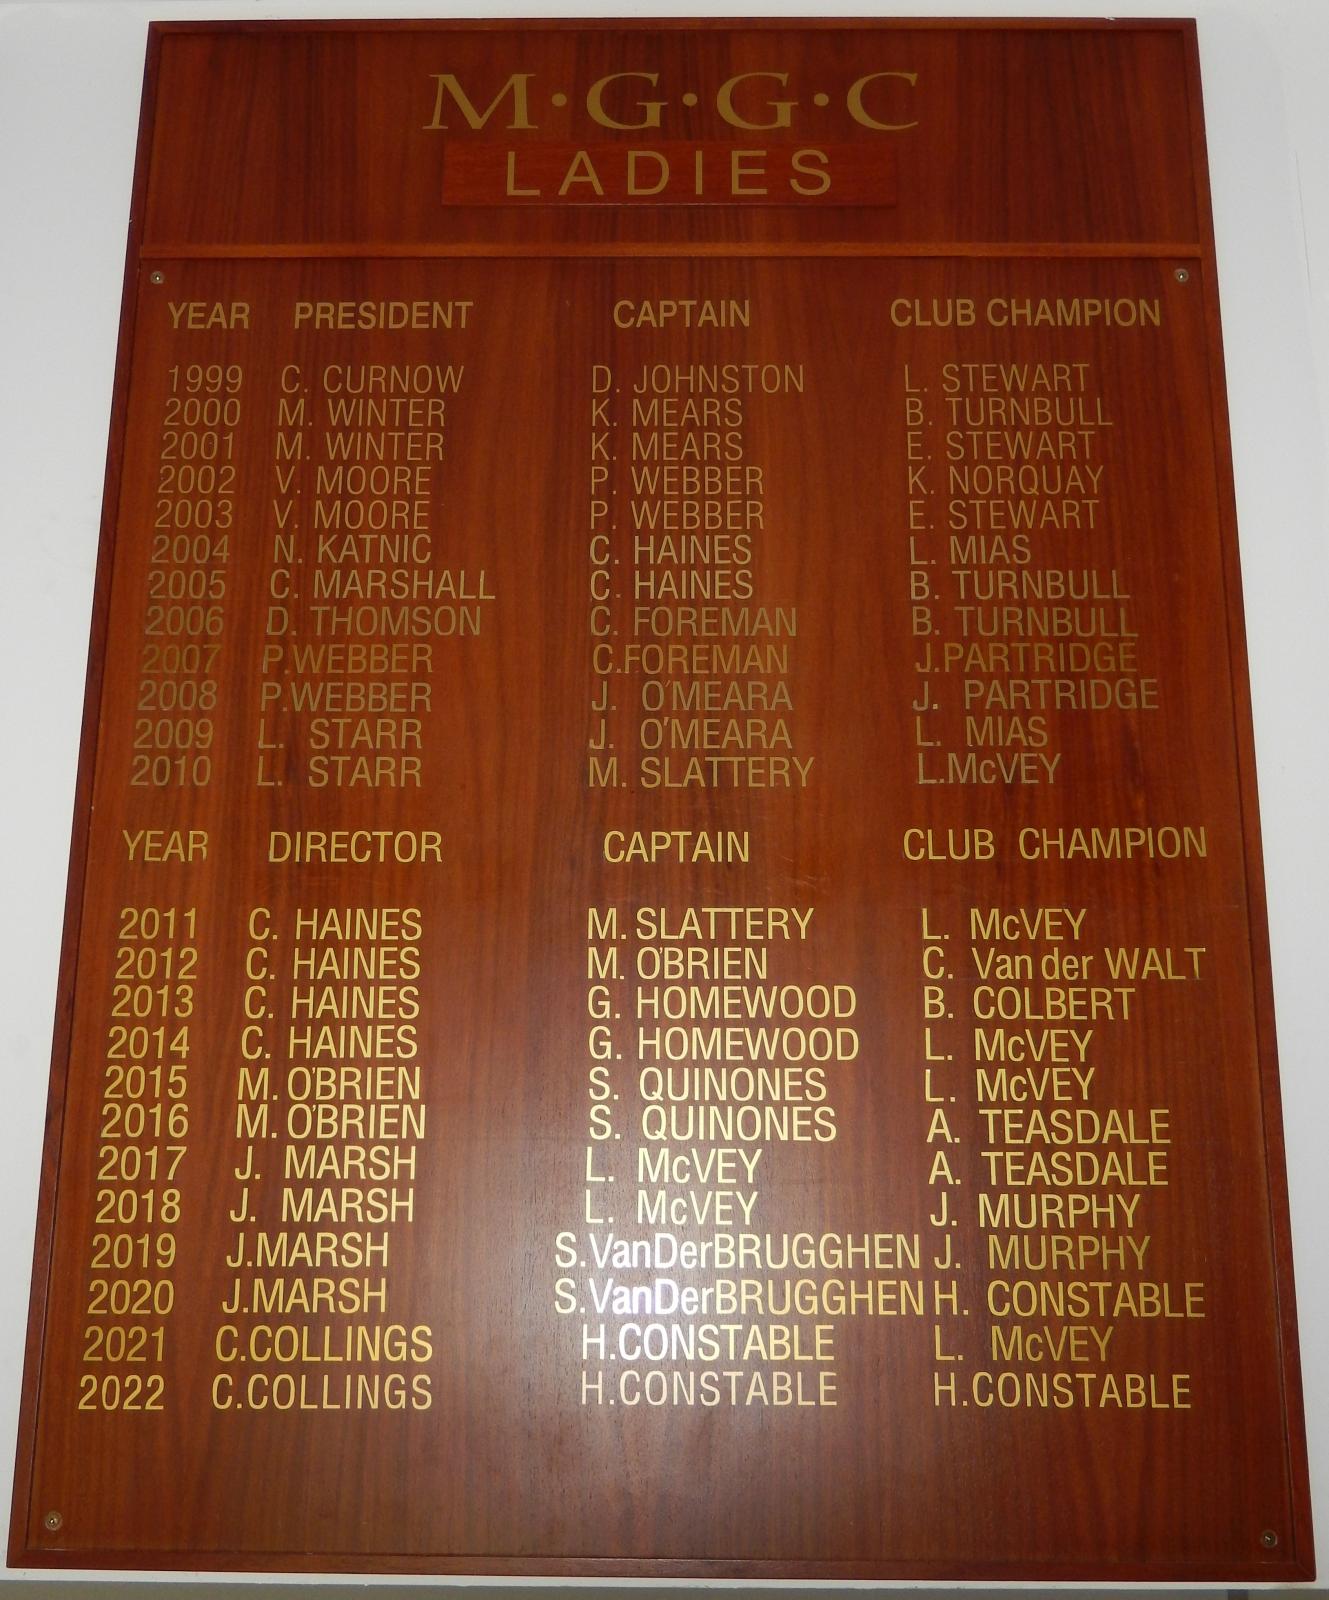 M·G·G·C
LADIES
YEAR PRESIDENT CAPTAIN CLUB CHAMPION
1999 C. CURNOW D. JOHNSTON L. STEWART
2000 M. WINTER K. MEARS B. TURNBULL
2001 M. WINTER K. MEARS E. STEWART
2002 V. MOORE P. WEBBER K. NORQUAY
2003 V. MOORE P. WEBBER E. STEWART
2004 N. KATNIC C. HAINES L. MIAS
2005 C. MARSHALL C. HAINES B. TURNBULL
2006 D. THOMSON C. FOREMAN B. TURNBULL
2007 P.WEBBER C.FOREMAN J.PARTRIDGE
2008 P.WEBBER J. O'MEARA J. PARTRIDGE
2009 L. STARR J. O'MEARA L. MIAS
2010 L. STARR M. SLATTERY L.McVEY
YEAR DIRECTOR CAPTAIN CLUB CHAMPION
2011 C. HAINES M. SLATTERY L. McVEY
2012 C. HAINES M. O'BRIEN C. Van der WALT
2013 C. HAINES G. HOMEWOOD B. COLBERT
2014 C. HAINES G. HOMEWOOD L. McVEY
2015 M. O'BRIEN S. QUINONES L. McVEY
2016 M. O'BRIEN S. QUINONES A. TEASDALE
2017 J. MARSH L. McVEY A. TEASDALE
2018 J. MARSH L. McVEY J. MURPHY
2019 J.MARSH S.VanDerBRUGGHEN J. MURPHY
2020 J.MARSH S.VanDerBRUGGHEN H. CONSTABLE
2021 C.COLLINGS H.CONSTABLE L. McVEY
2022 C.COLLINGS H.CONSTABLE H.CONSTABLE